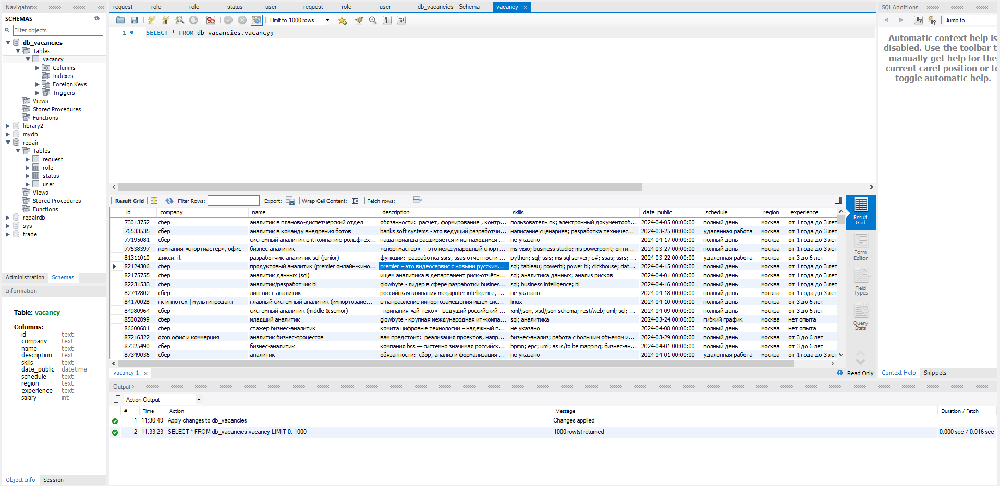 Navigator
SCHEMAS
Filter objects
db_vacancies
Tables
vacancy
Columns
Indexes
Foreign Keys
Triggers
Views
Stored Procedures
Functions
library2
mydb
repair
Tables
request
role
status
user
Views
Stored Procedures
Functions
repairdb
sys
trade
Administration Schemas
Information
Table: vacancy
Columns:
id text
company text
name text
description text
skills text
date_public datetime
schedule text
region text
experience text
salary int
Object Info Session
request role role status user request role user db_vacancies - Schema vacancy
Limit to 1000 rows
1 SELECT * FROM db_vacancies.vacancy;
Result Grid Filter Rows: Export: Wrap Cell Content: Fetch rows:
id company name description skills date_public schedule region experience
73013752 сбер аналитик в планово-диспетчерский отдел обязанности: расчет, формирование , контр... пользователь пк; электронный документооб... 2024-04-05 00:00:00 полный день москва от 1 года до 3 лет
76533535 сбер аналитик в команду внедрения ботов banks soft systems - это ведущий разработчи... написание сценариев; разработка техничес... 2024-03-25 00:00:00 удаленная работа москва от 1 года до 3 лет
77195081 сбер системный аналитик в it компанию рольфтех... наша команда расширяется и мы находимся ... не указано 2024-04-17 00:00:00 полный день москва от 1 года до 3 лет
77538397 компания «спортмастер», офис бизнес-аналитик «спортмастер» — это международный спорт... ms visio; business studio; ms powerpoint; опти... 2024-03-27 00:00:00 полный день москва от 1 года до 3 лет
81311010 дикси. it разработчик-аналитик sql (junior) функции: разработка ssrs, ssas отчетности ... python; sql; ssis; ms sql server; c#; ssas; ssrs; ... 2024-03-22 00:00:00 удаленная работа москва от 3 до 6 лет
82124306 сбер продуктовый аналитик (premier онлайн-кино... premier – это видеосервис с новыми русским... sql; tableau; powerbi; power bi; clickhouse; dat... 2024-04-15 00:00:00 полный день москва от 1 года до 3 лет
82175755 сбер аналитик данных (sql) ищем аналитика в департамент риск-отчётн... sql; аналитика данных; анализ рисков 2024-04-01 00:00:00 полный день москва от 1 года до 3 лет
82231533 сбер аналитик/разработчик bi glowbyte - лидер в сфере разработки busines... sql; business intelligence; bi 2024-04-16 00:00:00 полный день москва от 1 года до 3 лет
82742802 сбер лингвист-аналитик российская компания megaputer intelligence, ... не указано 2024-04-18 00:00:00 полный день москва от 1 года до 3 лет
84170028 гк иннотех | мультипродакт главный системный аналитик (импортозаме... в направление импортозамещения ищем сис... linux 2024-04-10 00:00:00 полный день москва от 3 до 6 лет
84980964 сбер системный аналитик (middle & senior) компания «ай-теко» - ведущий российский ... xml/json, xsd/json schema; rest/web; uml; sql; ... 2024-04-09 00:00:00 полный день москва от 3 до 6 лет
85002899 сбер младший аналитик glowbyte - крупная международная ит-компа... sql; аналитика 2024-03-24 00:00:00 гибкий график москва нет опыта
86600681 сбер стажер бизнес-аналитик комита цифровые технологии – надежный п... не указано 2024-04-08 00:00:00 полный день москва нет опыта
87216322 ozon офис и коммерция аналитик бизнес-процессов вам предстоит: реализация проектов, напр... бизнес-анализ; работа с большим объемом и... 2024-03-29 00:00:00 полный день москва от 3 до 6 лет
87325490 сбер бизнес-аналитик компания bss — системно значимая российск... bpmn; epc; uml; as is/to be mapping; бизнес-ан... 2024-04-01 00:00:00 полный день москва от 3 до 6 лет
87349036 сбер аналитик обязанности: сбор, анализ и формализация ... не указано 2024-04-01 00:00:00 удаленная работа москва от 1 года до 3 лет
Result Grid
Form Editor
Field Types
Query Stats
vacancy 1 Read Only
Output
Action Output
# Time Action Message Duration / Fetch
1 11:30:49 Apply changes to db_vacancies Changes applied
2 11:33:23 SELECT * FROM db_vacancies.vacancy LIMIT 0, 1000 1000 row(s) returned 0.000 sec / 0.016 sec
SQLAdditions
Jump to
Automatic context help is
disabled. Use the toolbar t
manually get help for the
current caret position or to
toggle automatic help.
Context Help Snippets